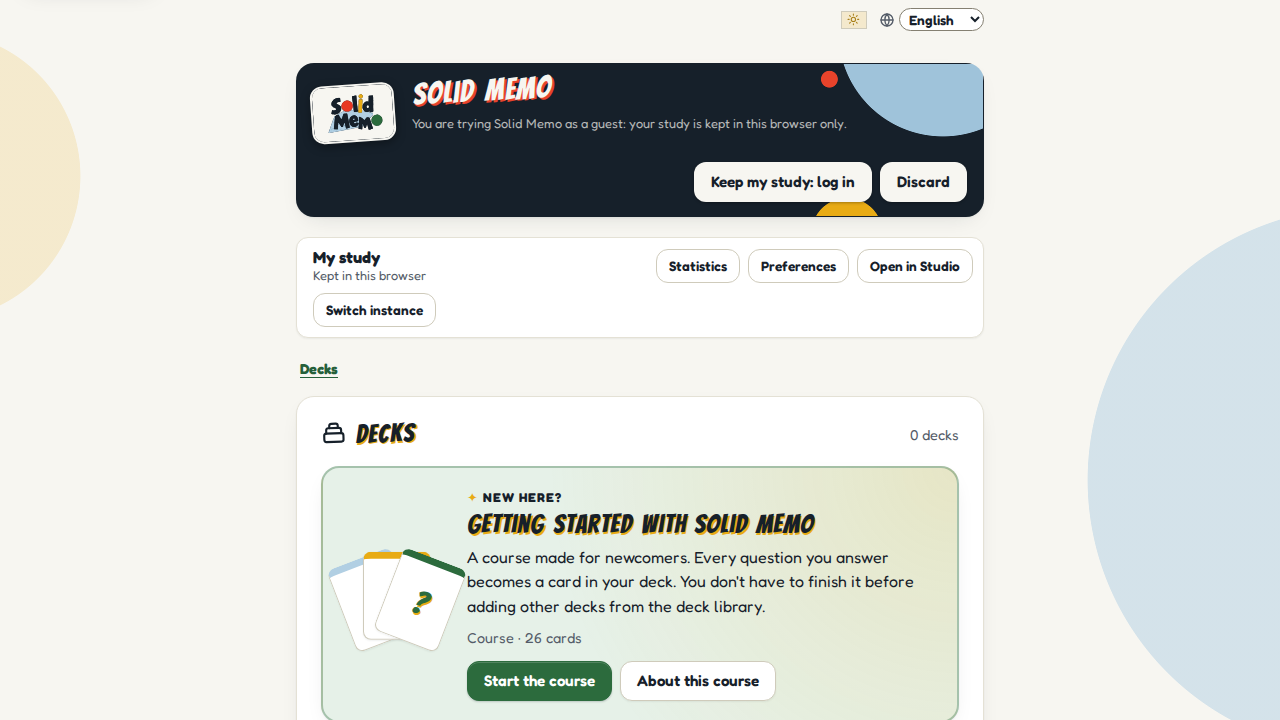 English
Solid Memo
SOLID MEMO
You are trying Solid Memo as a guest: your study is kept in this browser only.
Keep my study: log in
Discard
My study
Kept in this browser
Statistics
Preferences
Open in Studio
Switch instance
Decks
DECKS
0 decks
NEW HERE?
GETTING STARTED WITH SOLID MEMO
A course made for newcomers. Every question you answer
becomes a card in your deck. You don't have to finish it before
adding other decks from the deck library.
?
Course · 26 cards
Start the course
About this course